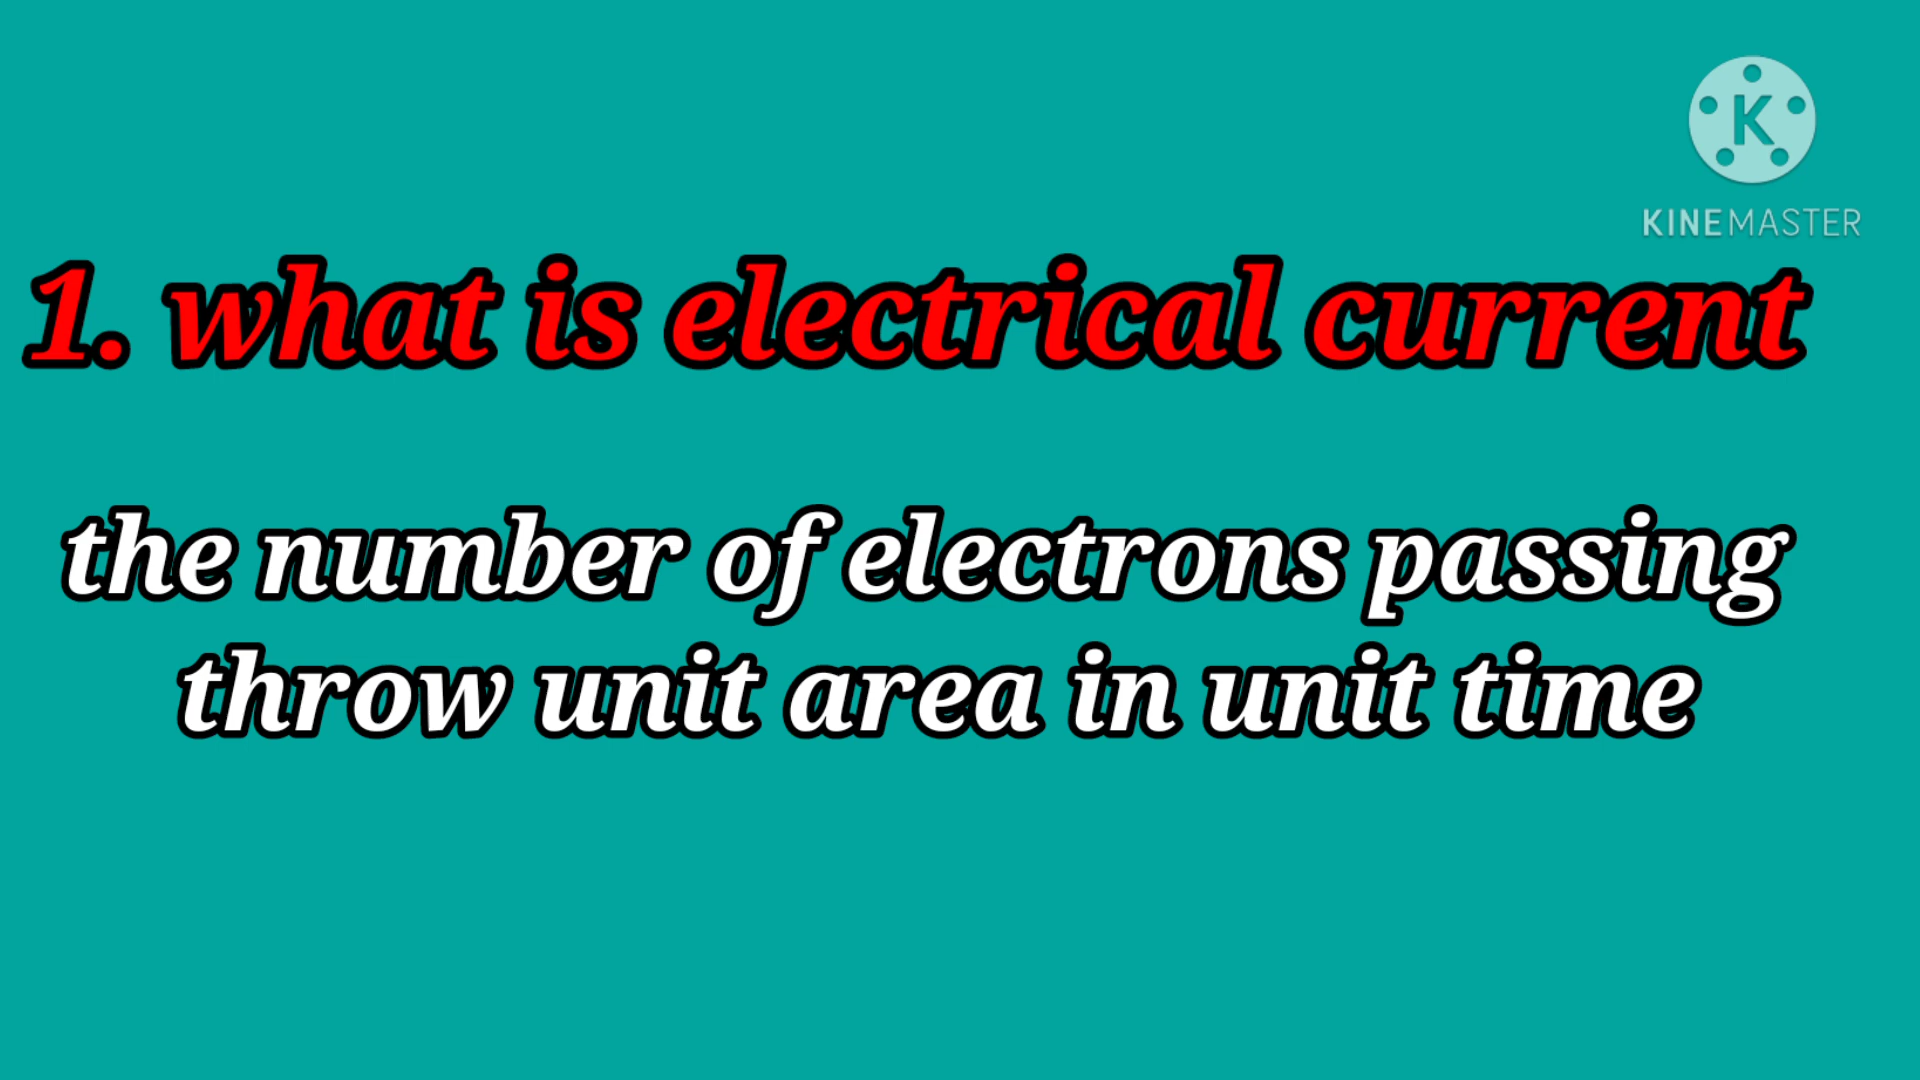 K
KINEMASTER
1. what is electrical current
the number of electrons passing
throw unit area in unit time